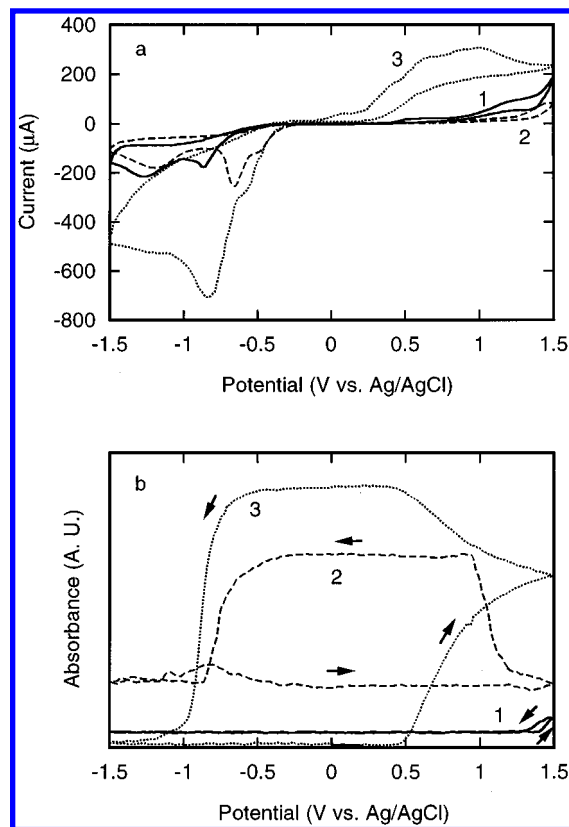 a
400
200
0
-200
-400
-600
-800
Current (µA)
3
1
2
-1.5 -1 -0.5 0 0.5 1 1.5
Potential (V vs. Ag/AgCl)
b
3
2
1
Absorbance (A. U.)
-1.5 -1 -0.5 0 0.5 1 1.5
Potential (V vs. Ag/AgCl)